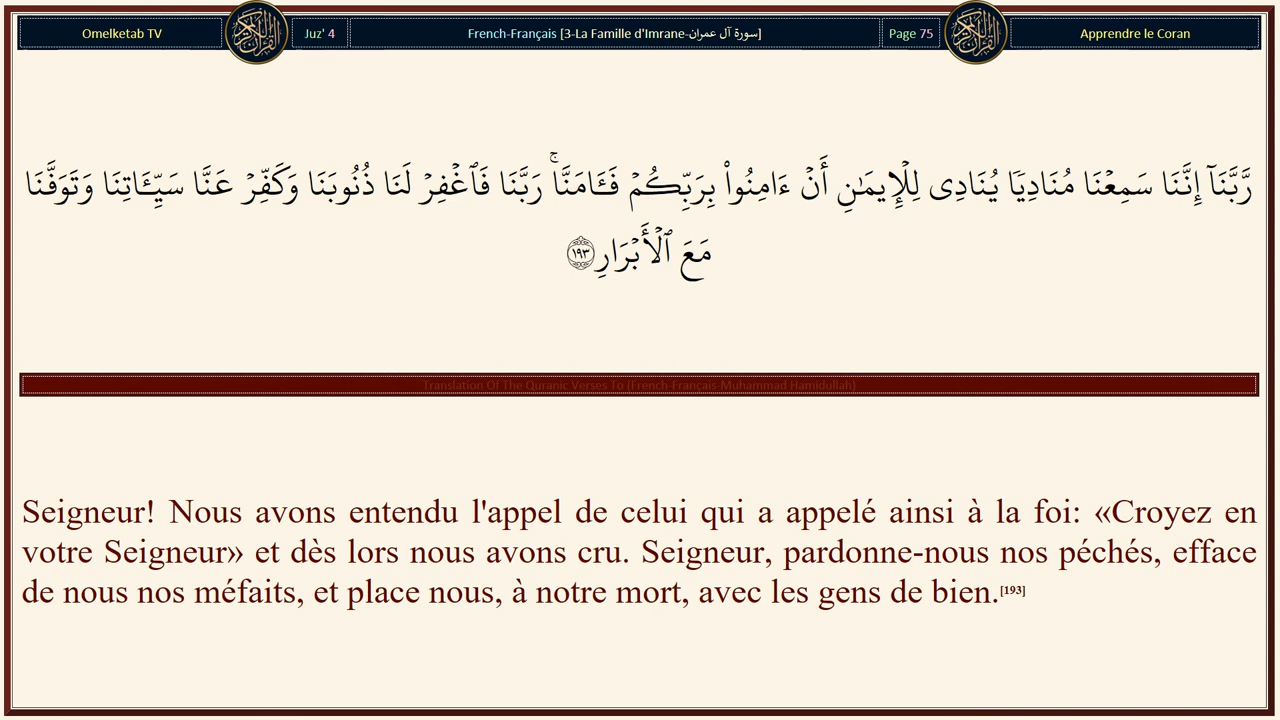 Omelketab TV
Juz' 4
French-Français [3-La Famille d'Imrane-سورة آل عمران]
Page 75
Apprendre le Coran
رَّبَّنَآ إِنَّنَا سَمِعۡنَا مُنَادِيٗا يُنَادِي لِلۡإِيمَٰنِ أَنۡ ءَامِنُواْ بِرَبِّكُمۡ فَـَٔامَنَّاۚ رَبَّنَا فَٱغۡفِرۡ لَنَا ذُنُوبَنَا وَكَفِّرۡ عَنَّا سَيِّـَٔاتِنَا وَتَوَفَّنَا
مَعَ ٱلۡأَبۡرَارِ ١٩٣
Translation Of The Quranic Verses To (French-Français-Muhammad Hamidullah)
Seigneur! Nous avons entendu l'appel de celui qui a appelé ainsi à la foi: «Croyez en
votre Seigneur» et dès lors nous avons cru. Seigneur, pardonne-nous nos péchés, efface
de nous nos méfaits, et place nous, à notre mort, avec les gens de bien.[193]